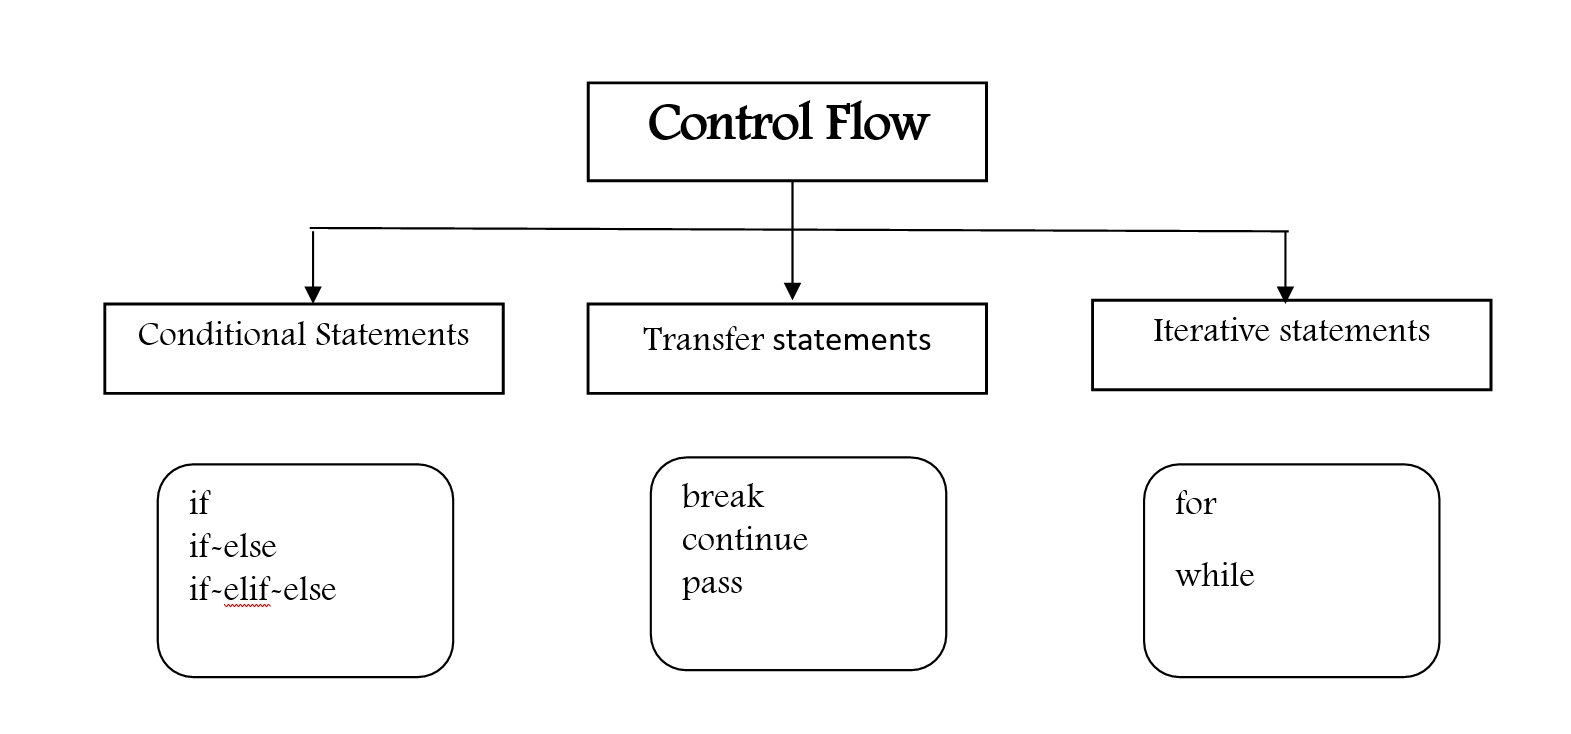 Control Flow
Conditional Statements
Transfer statements
Iterative statements
if
if-else
if-elif-else
break
continue
pass
for
while